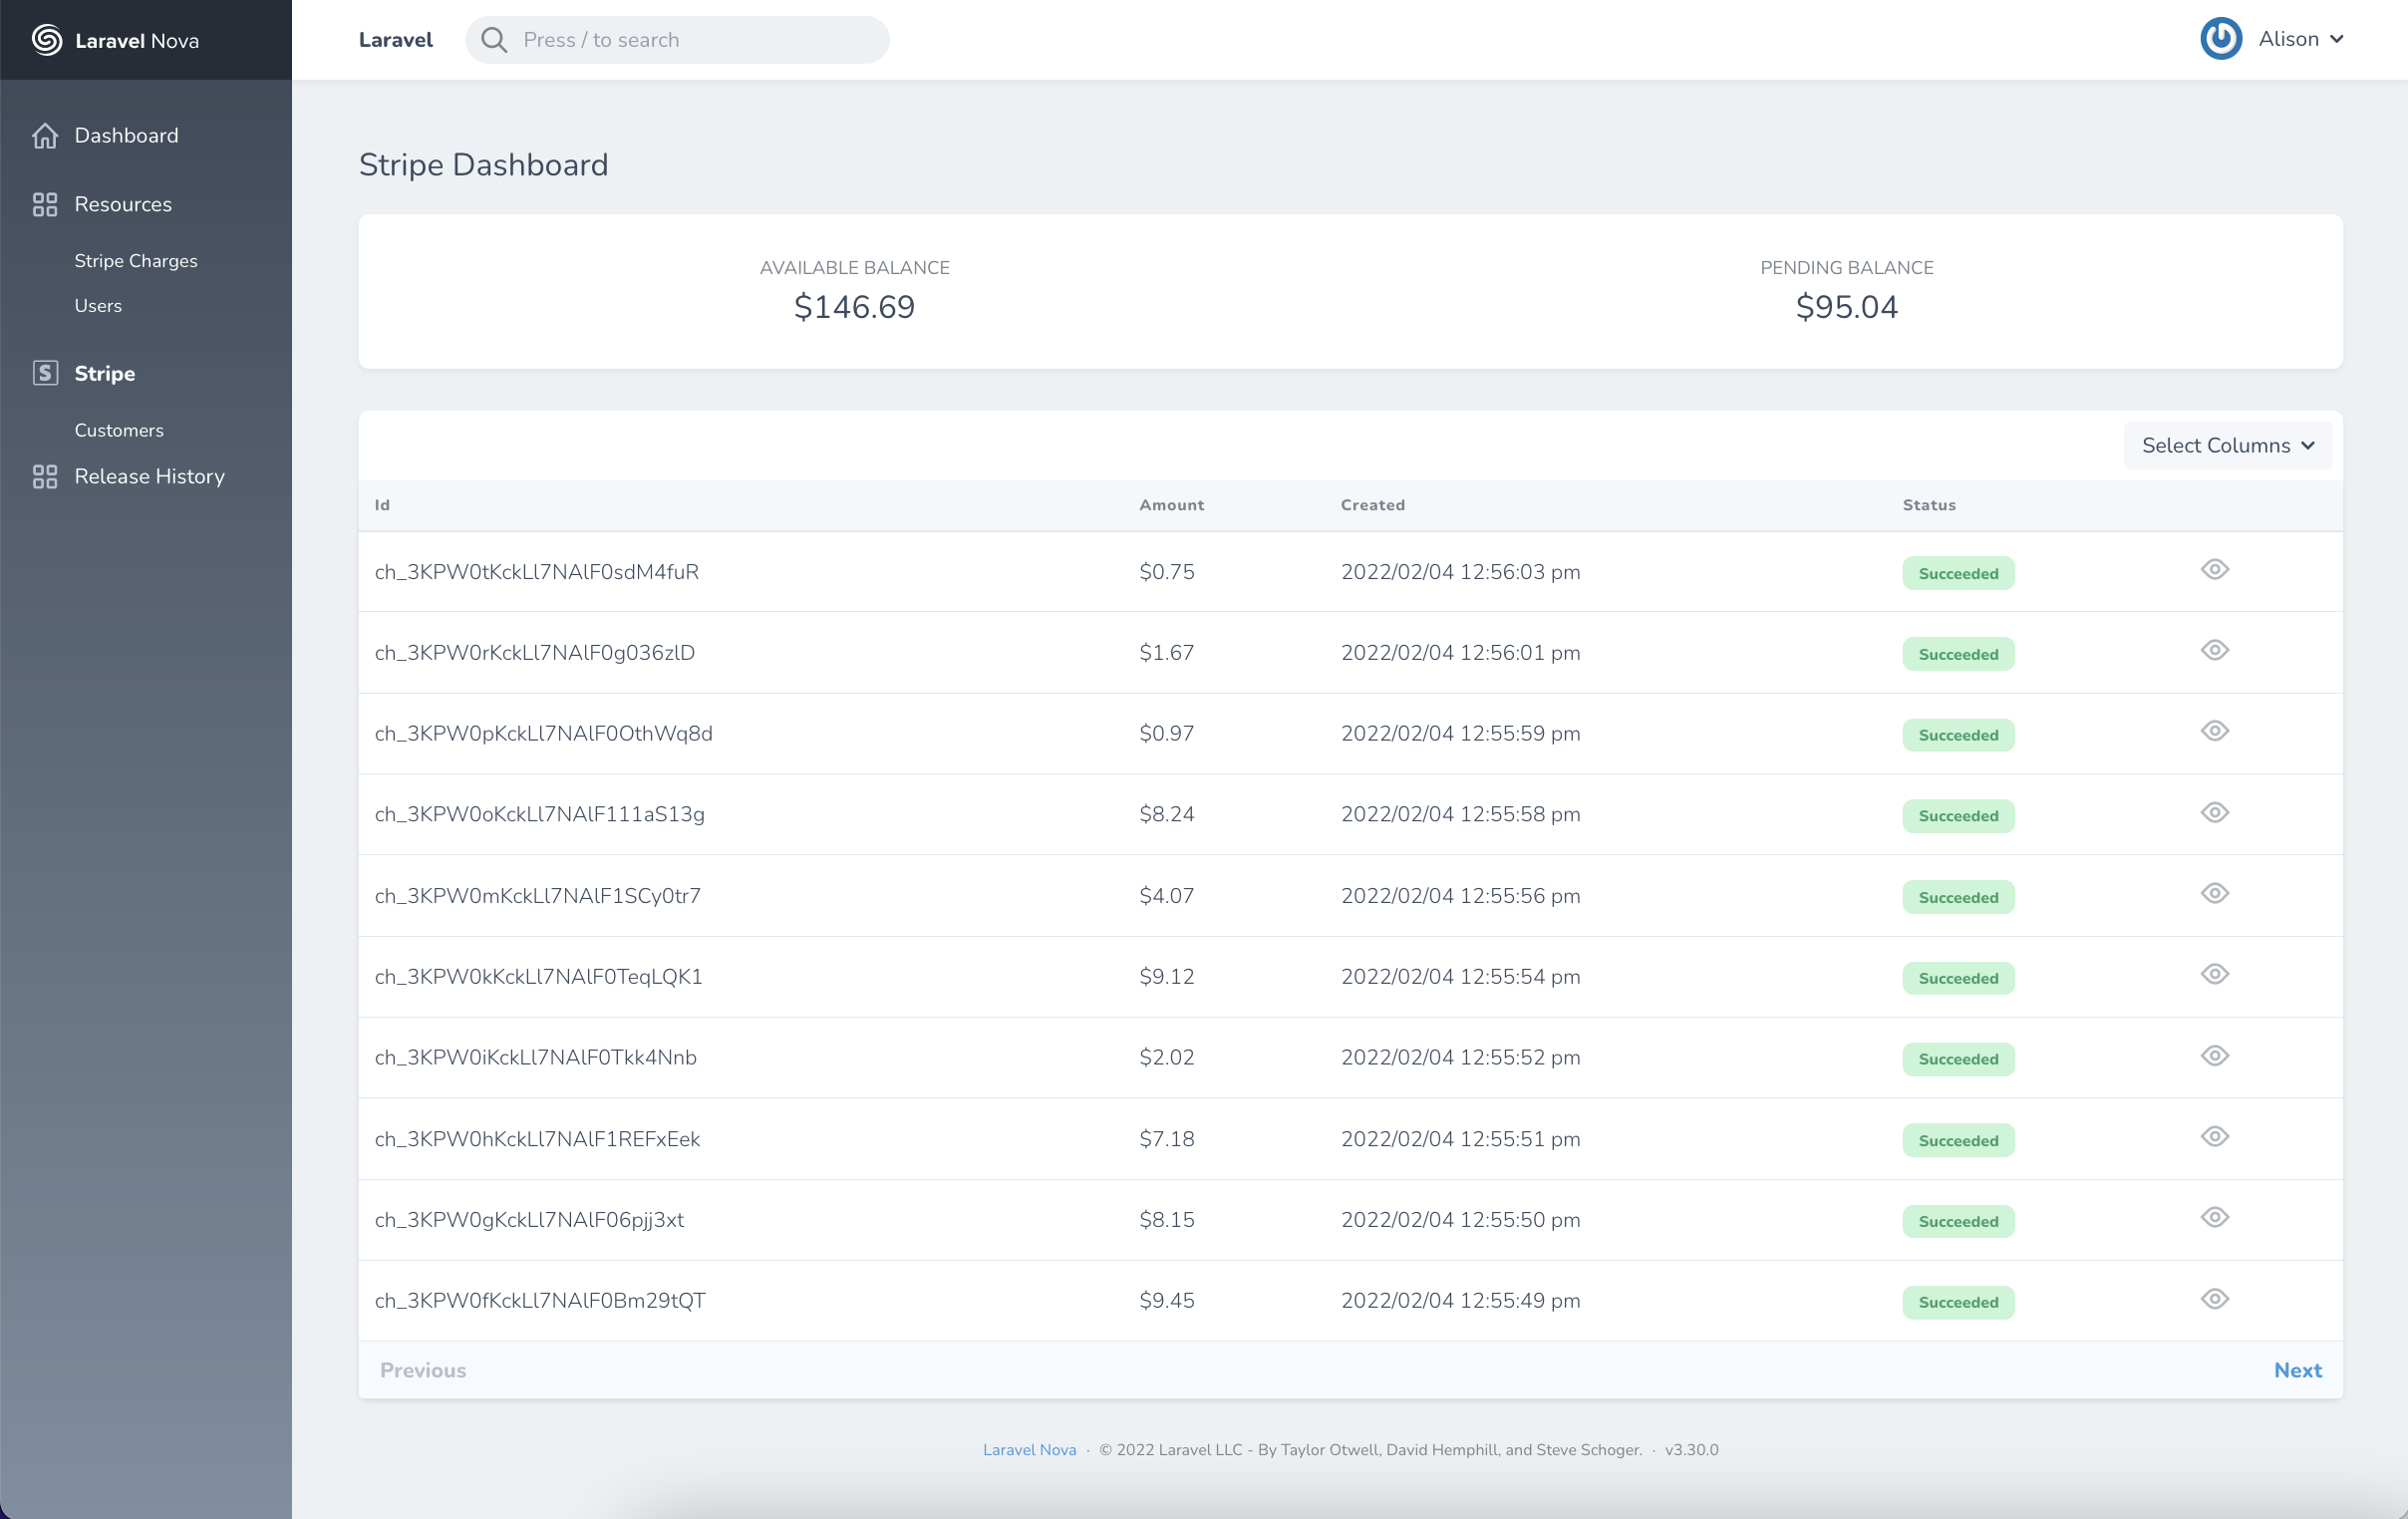 Laravel Nova
Laravel
Press / to search
Alison
Dashboard
Resources
Stripe Charges
Users
S Stripe
Customers
Release History
Stripe Dashboard
AVAILABLE BALANCE
$146.69
PENDING BALANCE
$95.04
Select Columns
Id Amount Created Status
ch_3KPW0tKckLl7NAlF0sdM4fuR $0.75 2022/02/04 12:56:03 pm Succeeded
ch_3KPW0rKckLl7NAlF0g036zlD $1.67 2022/02/04 12:56:01 pm Succeeded
ch_3KPW0pKckLl7NAlF0OthWq8d $0.97 2022/02/04 12:55:59 pm Succeeded
ch_3KPW0oKckLl7NAlF111aS13g $8.24 2022/02/04 12:55:58 pm Succeeded
ch_3KPW0mKckLl7NAlF1SCy0tr7 $4.07 2022/02/04 12:55:56 pm Succeeded
ch_3KPW0kKckLl7NAlF0TeqLQK1 $9.12 2022/02/04 12:55:54 pm Succeeded
ch_3KPW0iKckLl7NAlF0Tkk4Nnb $2.02 2022/02/04 12:55:52 pm Succeeded
ch_3KPW0hKckLl7NAlF1REFxEek $7.18 2022/02/04 12:55:51 pm Succeeded
ch_3KPW0gKckLl7NAlF06pjj3xt $8.15 2022/02/04 12:55:50 pm Succeeded
ch_3KPW0fKckLl7NAlF0Bm29tQT $9.45 2022/02/04 12:55:49 pm Succeeded
Previous Next
Laravel Nova · © 2022 Laravel LLC - By Taylor Otwell, David Hemphill, and Steve Schoger. · v3.30.0